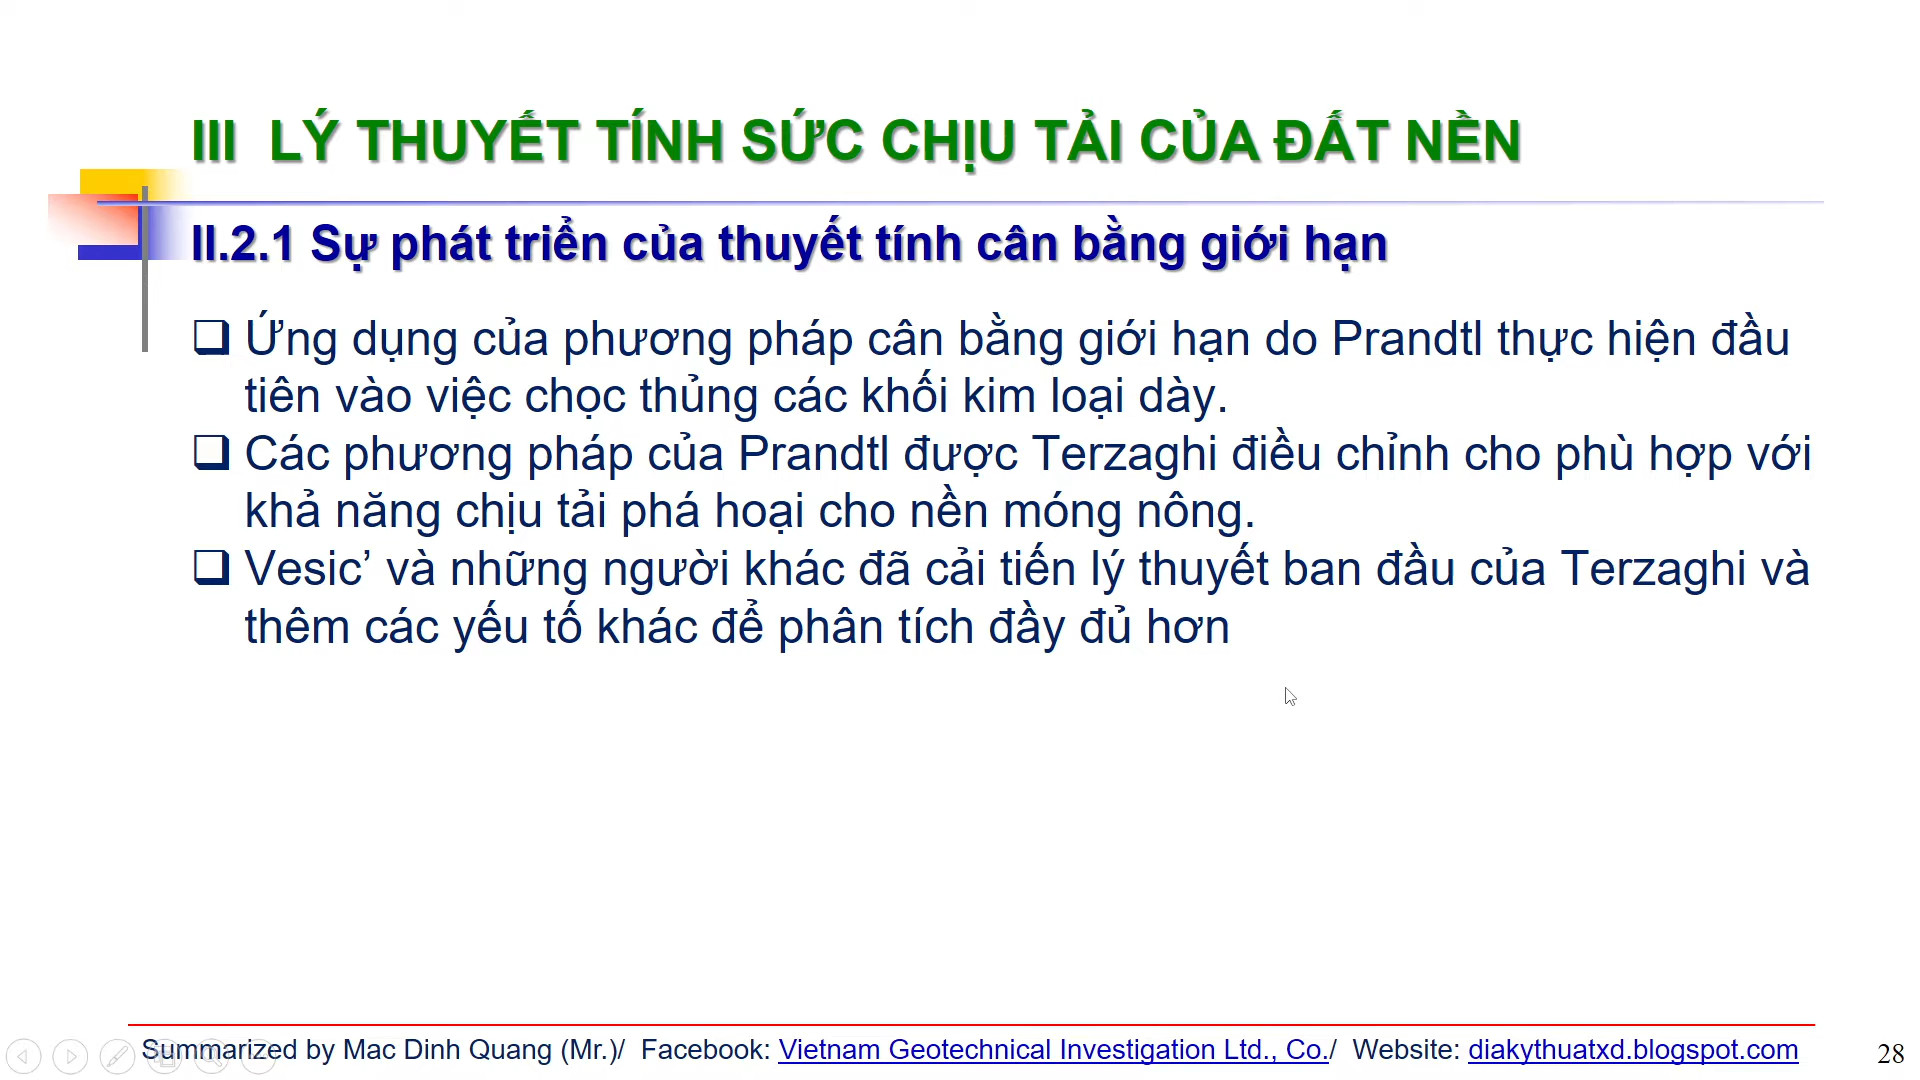 III LÝ THUYẾT TÍNH SỨC CHỊU TẢI CỦA ĐẤT NỀN
II.2.1 Sự phát triển của thuyết tính cân bằng giới hạn
❑ Ứng dụng của phương pháp cân bằng giới hạn do Prandtl thực hiện đầu
tiên vào việc chọc thủng các khối kim loại dày.
❑ Các phương pháp của Prandtl được Terzaghi điều chỉnh cho phù hợp với
khả năng chịu tải phá hoại cho nền móng nông.
❑ Vesic’ và những người khác đã cải tiến lý thuyết ban đầu của Terzaghi và
thêm các yếu tố khác để phân tích đầy đủ hơn
Summarized by Mac Dinh Quang (Mr.)/ Facebook: Vietnam Geotechnical Investigation Ltd., Co./ Website: diakythuatxd.blogspot.com
28